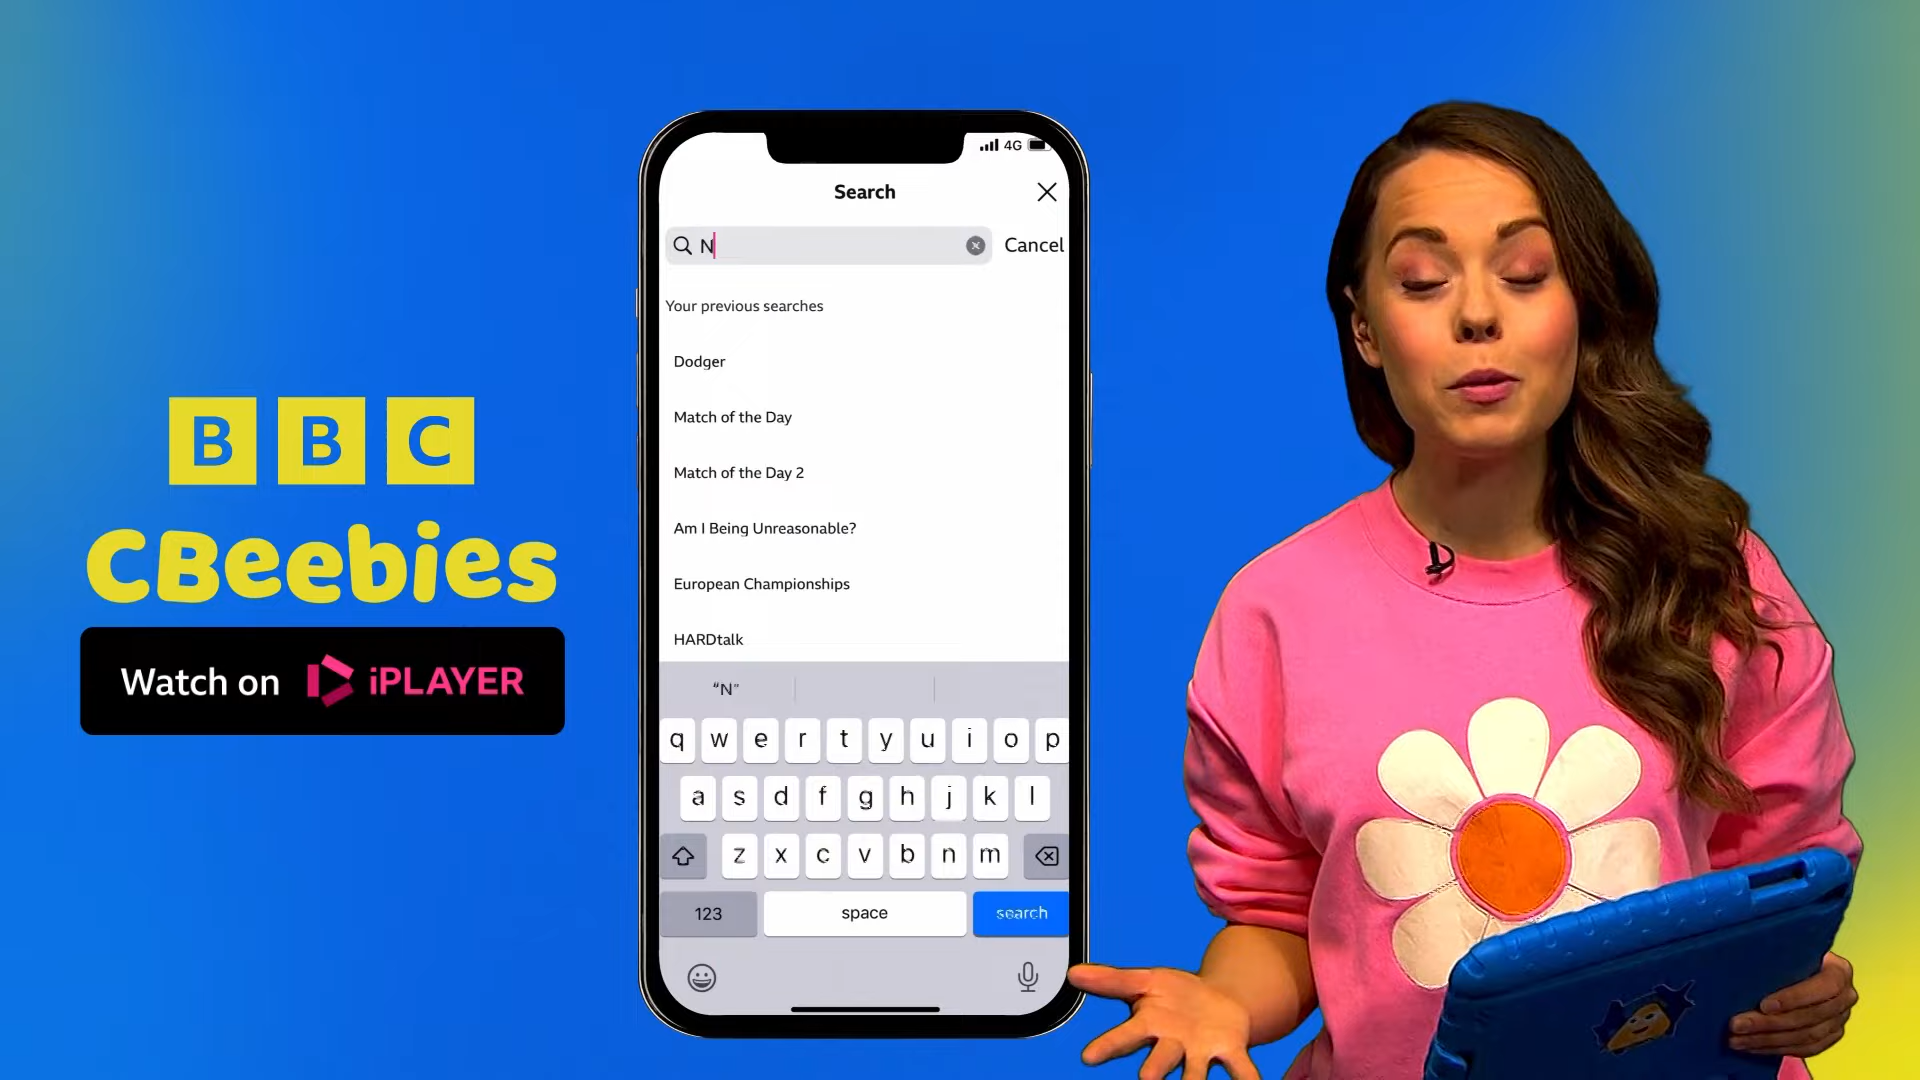 BBC
CBeebies
Watch on iPLAYER
4G
Search
N
Cancel
Your previous searches
Dodger
Match of the Day
Match of the Day 2
Am I Being Unreasonable?
European Championships
HARDtalk
“N”
q w e r t y u i o p
a s d f g h j k l
z x c v b n m
123 space search